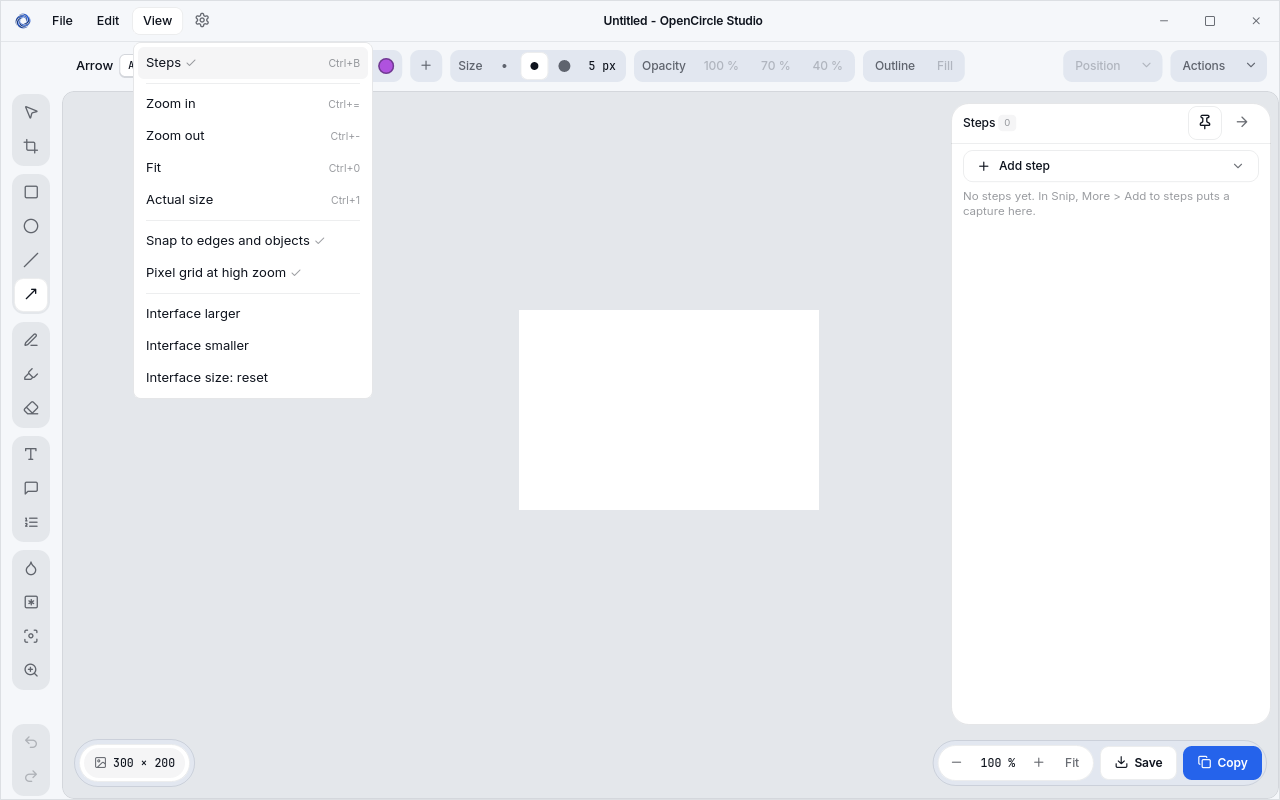 File Edit View
Untitled - OpenCircle Studio
Arrow
Size 5 px Opacity 100 % 70 % 40 % Outline Fill Position Actions
Steps Ctrl+B
Zoom in Ctrl+=
Zoom out Ctrl+-
Fit Ctrl+0
Actual size Ctrl+1
Snap to edges and objects
Pixel grid at high zoom
Interface larger
Interface smaller
Interface size: reset
Steps 0
Add step
No steps yet. In Snip, More > Add to steps puts a
capture here.
300 × 200
100 % Fit Save Copy